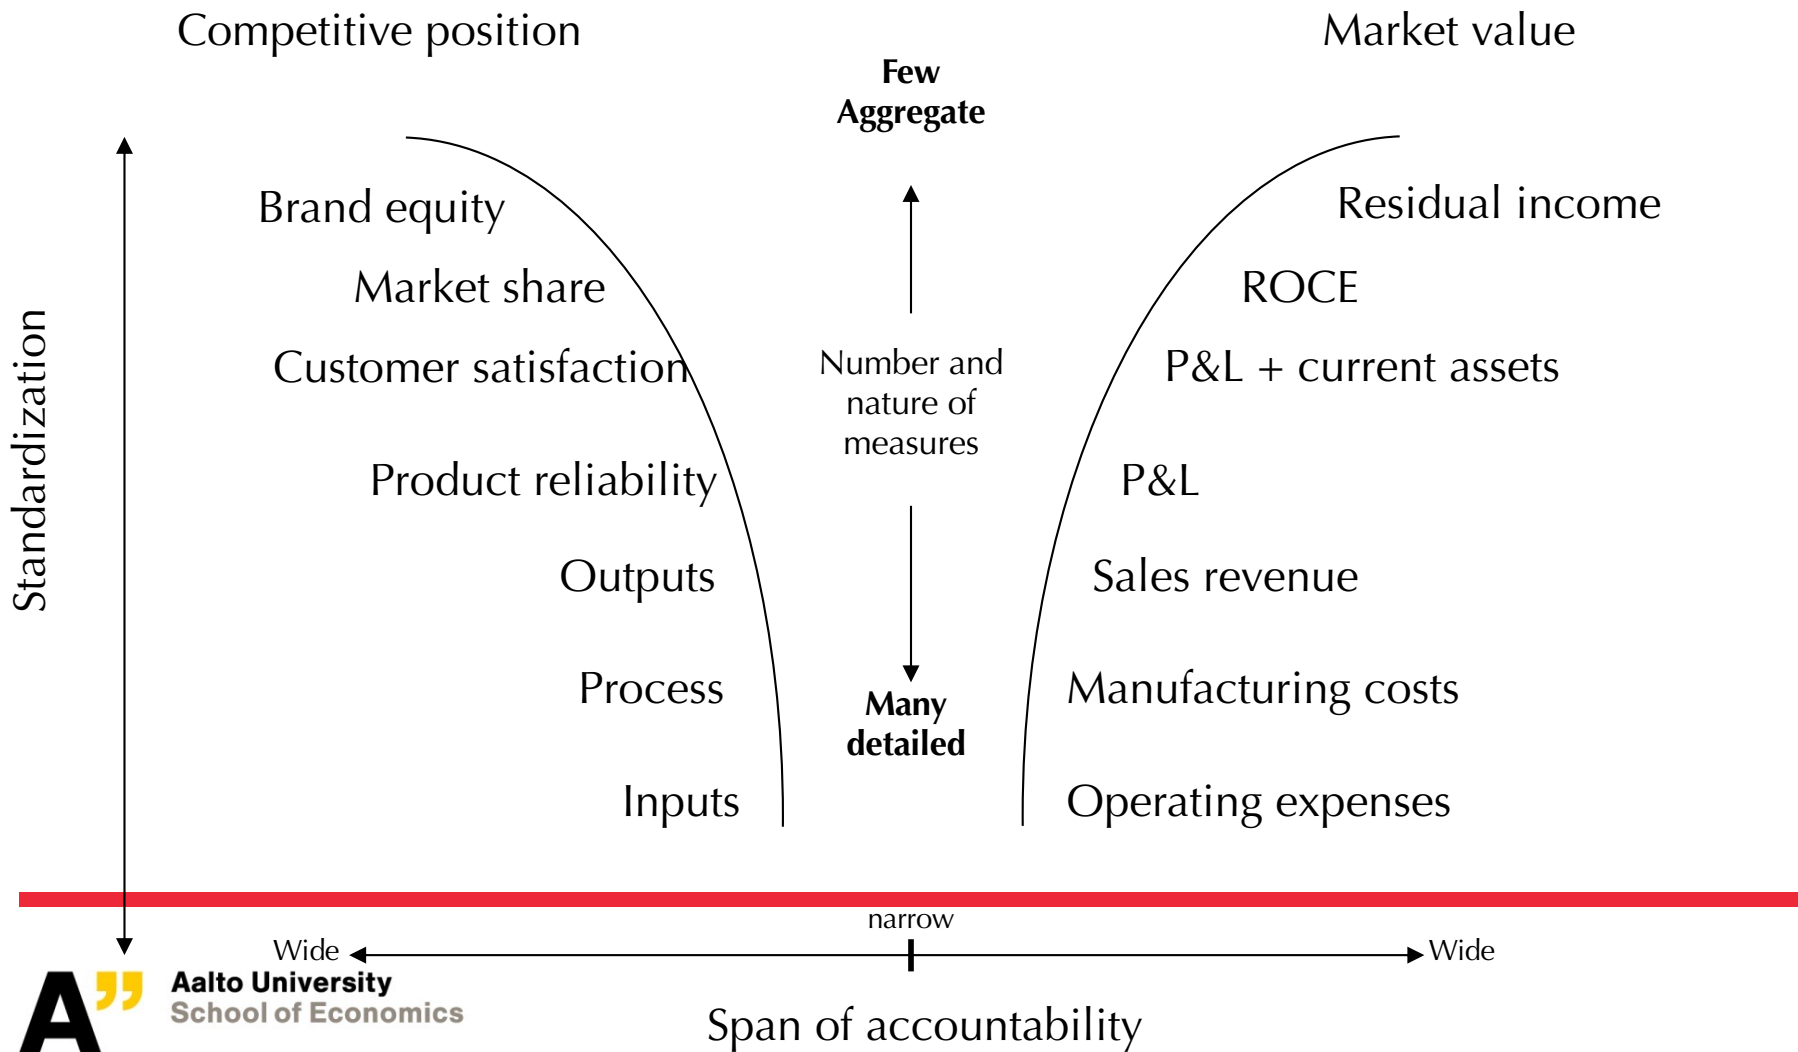 Competitive position
Market value
Few
Aggregate
Brand equity
Residual income
Market share
ROCE
Customer satisfaction
Number and
nature of
measures
P&L + current assets
Standardization
Product reliability
P&L
Outputs
Sales revenue
Process
Manufacturing costs
Many
detailed
Inputs
Operating expenses
narrow
Wide
Wide
A”
Aalto University
School of Economics
Span of accountability